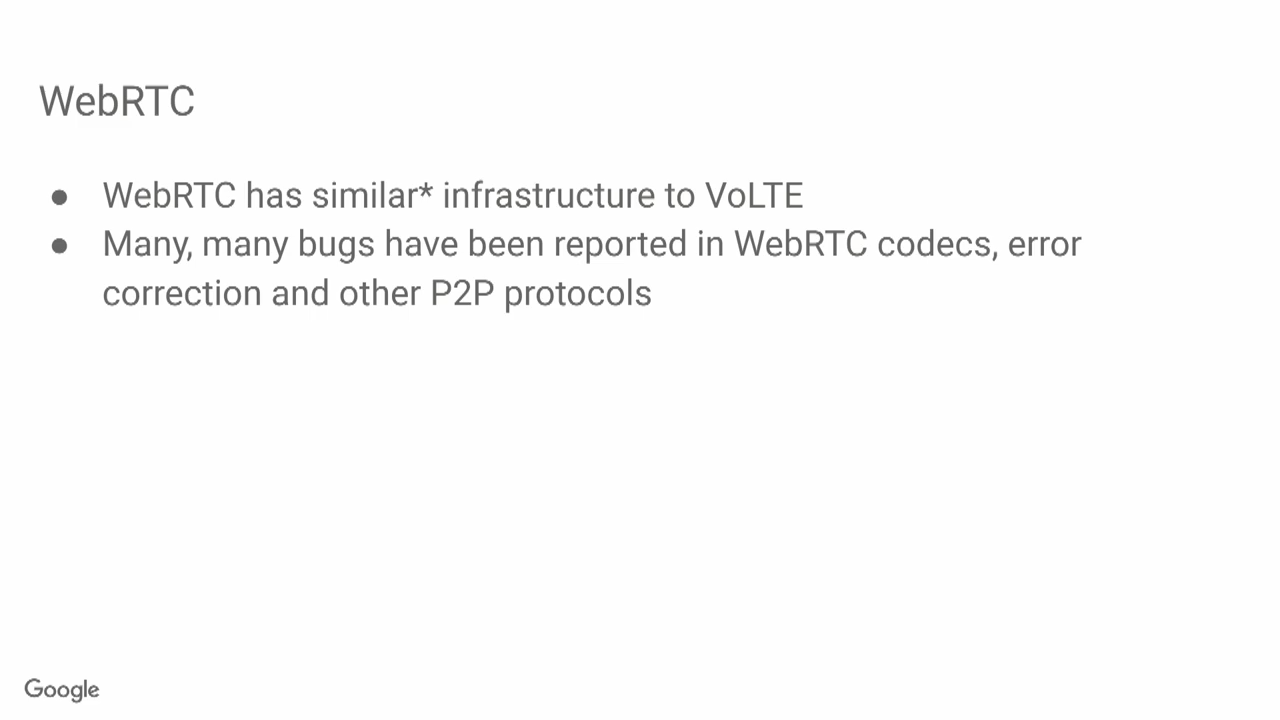 WebRTC
● WebRTC has similar* infrastructure to VoLTE
● Many, many bugs have been reported in WebRTC codecs, error
correction and other P2P protocols
Google